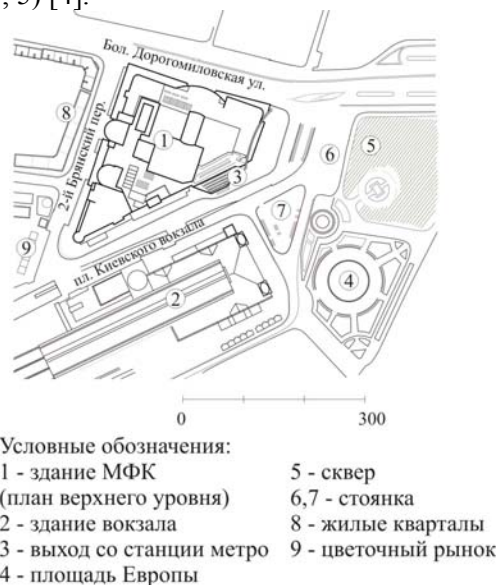 , 5) [4].
Бол. Дорогомиловская ул.
8
2-й Брянский пер.
1
5
6
3
7
9
пл. Киевского вокзала
4
2
0 300
Условные обозначения:
1 - здание МФК 5 - сквер
(план верхнего уровня) 6,7 - стоянка
2 - здание вокзала 8 - жилые кварталы
3 - выход со станции метро 9 - цветочный рынок
4 - площадь Европы